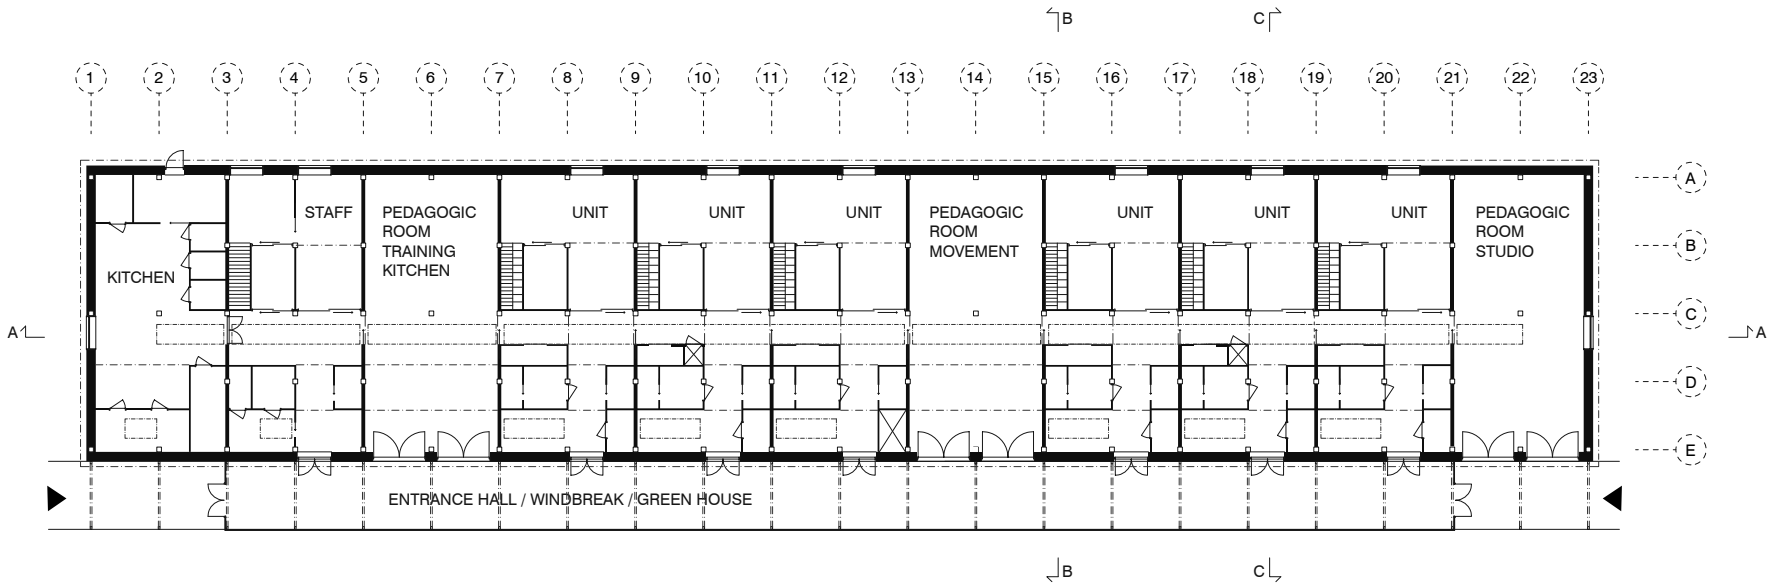 B C
1 2 3 4 5 6 7 8 9 10 11 12 13 14 15 16 17 18 19 20 21 22 23
A
STAFF
PEDAGOGIC
ROOM
TRAINING
KITCHEN
UNIT
UNIT
UNIT
PEDAGOGIC
ROOM
MOVEMENT
UNIT
UNIT
UNIT
PEDAGOGIC
ROOM
STUDIO
B
KITCHEN
C
A A
D
E
ENTRANCE HALL / WINDBREAK / GREEN HOUSE
B C